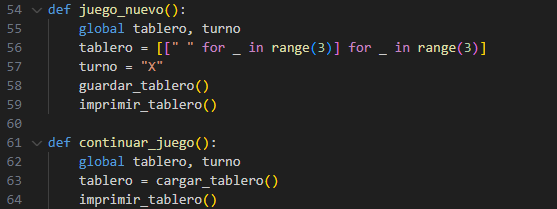 54 def juego_nuevo():
55     global tablero, turno
56     tablero = [[" " for _ in range(3)] for _ in range(3)]
57     turno = "X"
58     guardar_tablero()
59     imprimir_tablero()
60
61 def continuar_juego():
62     global tablero, turno
63     tablero = cargar_tablero()
64     imprimir_tablero()